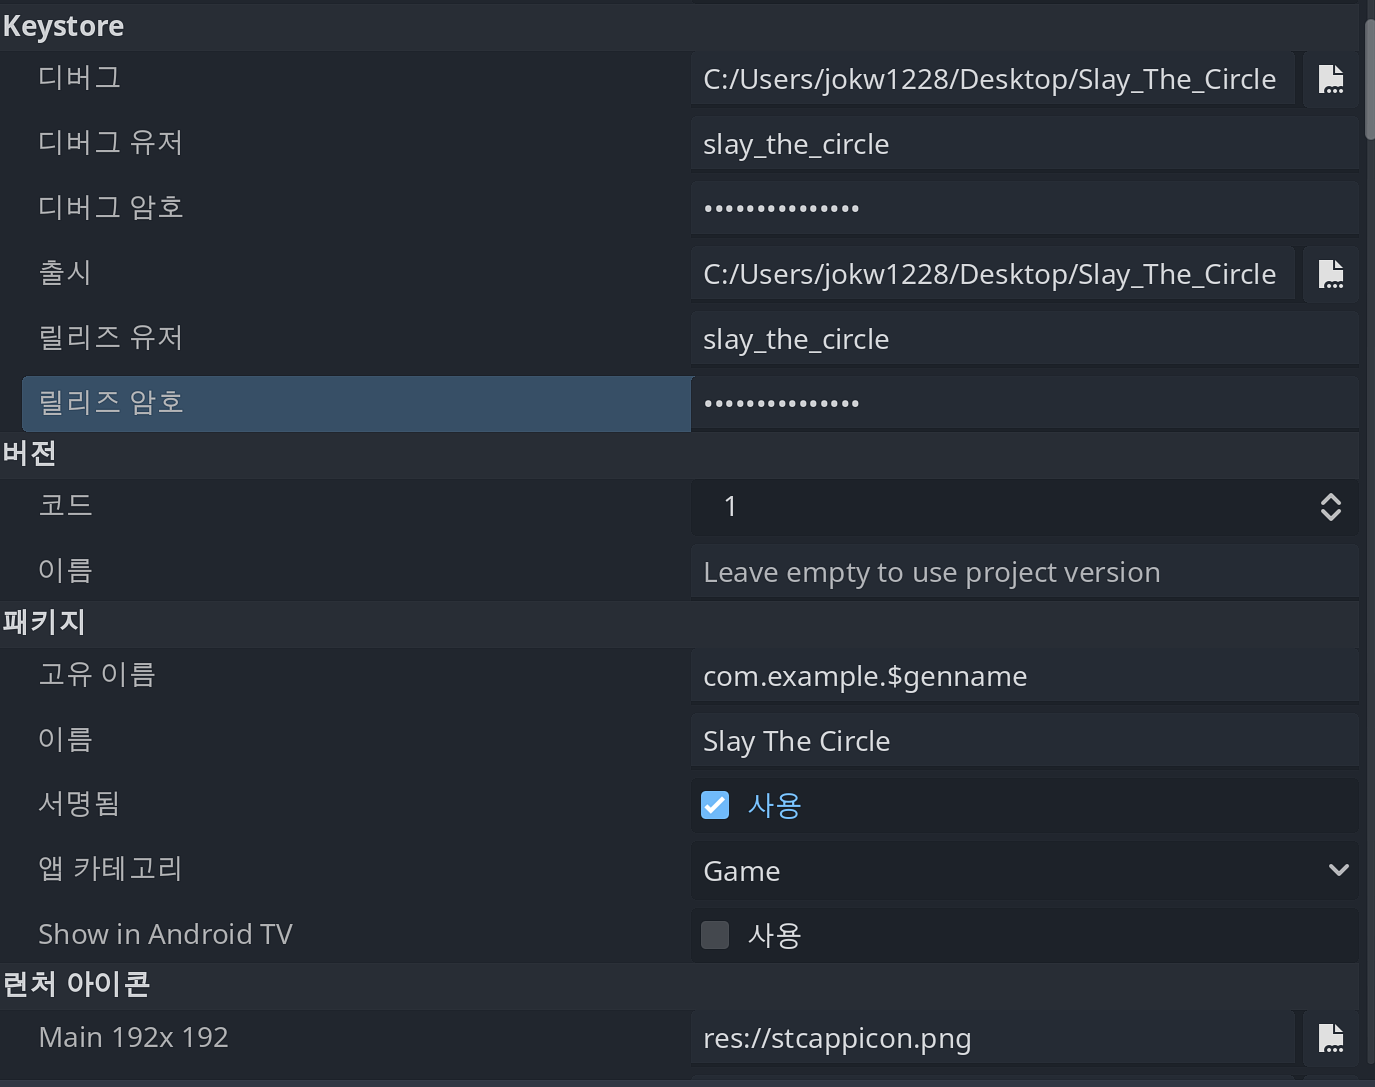 Keystore
디버그 C:/Users/jokw1228/Desktop/Slay_The_Circle
디버그 유저 slay_the_circle
디버그 암호 •••••••••••••••
출시 C:/Users/jokw1228/Desktop/Slay_The_Circle
릴리즈 유저 slay_the_circle
릴리즈 암호 •••••••••••••••
버전
코드 1
이름 Leave empty to use project version
패키지
고유 이름 com.example.$genname
이름 Slay The Circle
서명됨 사용
앱 카테고리 Game
Show in Android TV 사용
런처 아이콘
Main 192x 192 res://stcappicon.png